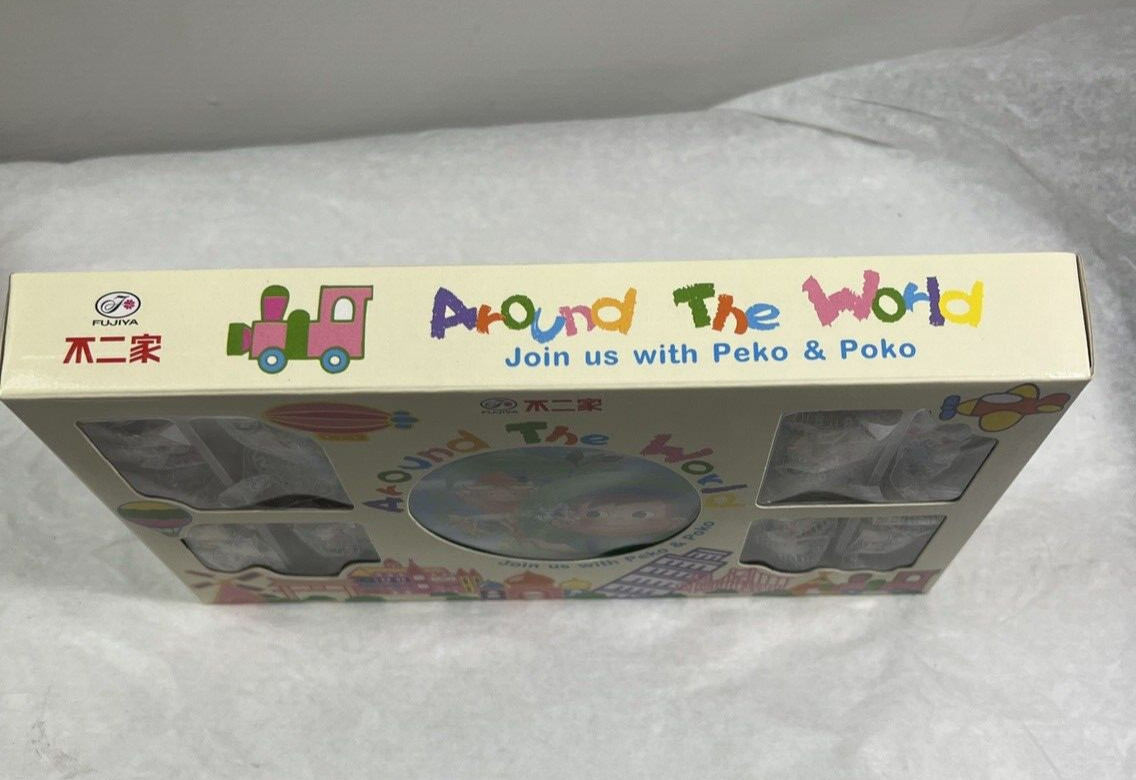 FUJIYA
不二家
Around The World
Join us with Peko & Poko
FUJIYA 不二家
Around The World
Join us with Peko & Poko